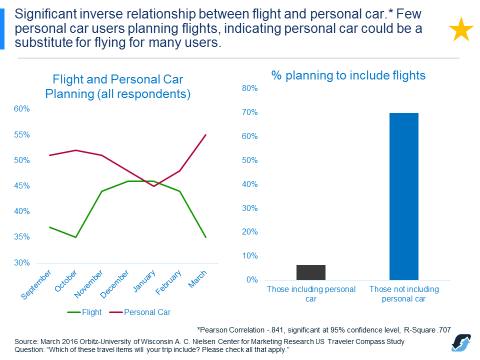 Significant inverse relationship between flight and personal car.* Few
personal car users planning flights, indicating personal car could be a
substitute for flying for many users.
Flight and Personal Car
Planning (all respondents)
60%
55%
50%
45%
40%
35%
30%
September
October
November
December
January
February
March
Flight
Personal Car
% planning to include flights
80%
70%
60%
50%
40%
30%
20%
10%
0%
Those including personal
car
Those not including
personal car
*Pearson Correlation -.841, significant at 95% confidence level, R-Square .707
Source: March 2016 Orbitz-University of Wisconsin A. C. Nielsen Center for Marketing Research US Traveler Compass Study
Question. "Which of these travel items will your trip include? Please check all that apply."